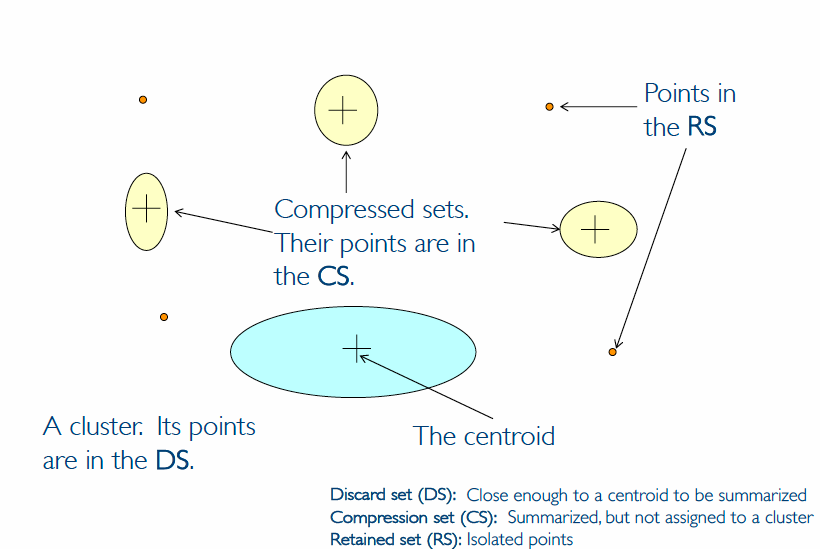 Points in
the RS
Compressed sets.
Their points are in
the CS.
A cluster. Its points
are in the DS.
The centroid
Discard set (DS): Close enough to a centroid to be summarized
Compression set (CS): Summarized, but not assigned to a cluster
Retained set (RS): Isolated points